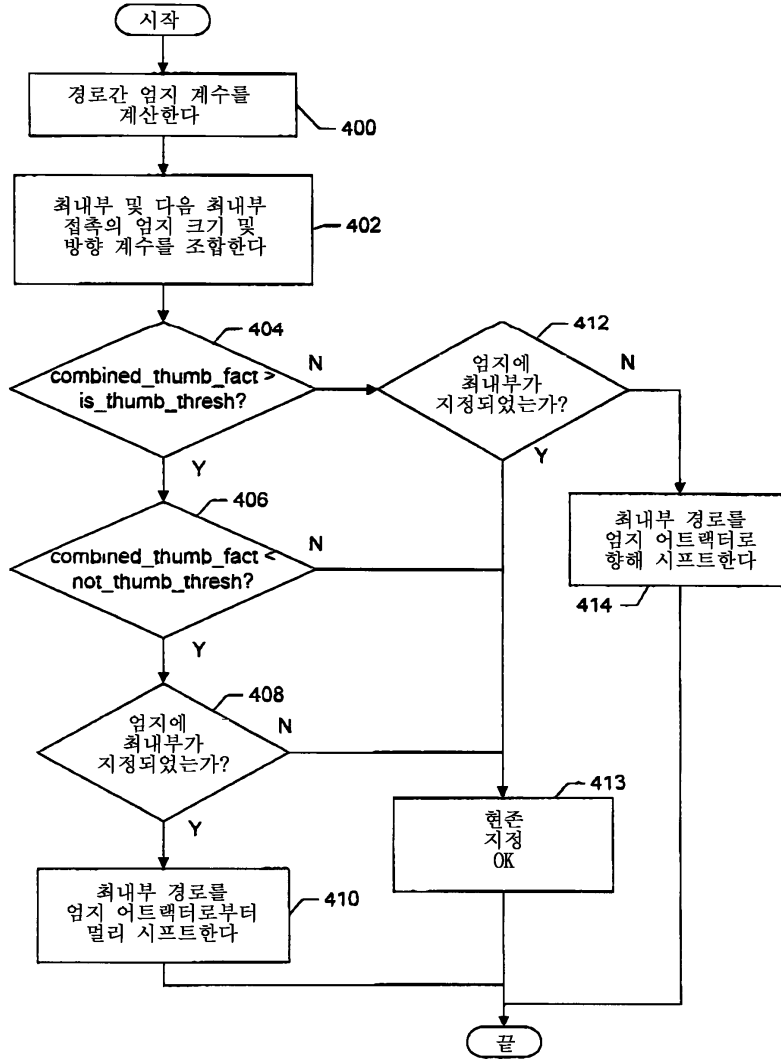 시작
경로간 엄지 계수를
계산한다
400
최내부 및 다음 최내부
접촉의 엄지 크기 및
방향 계수를 조합한다
402
404
combined_thumb_fact >
is_thumb_thresh?
N
Y
412
엄지에
최내부가
지정되었는가?
N
Y
406
combined_thumb_fact <
not_thumb_thresh?
N
Y
최내부 경로를
엄지 어트랙터로
향해 시프트한다
414
408
엄지에
최내부가
지정되었는가?
N
Y
413
현존
지정
OK
최내부 경로를
엄지 어트랙터로부터
멀리 시프트한다
410
끝